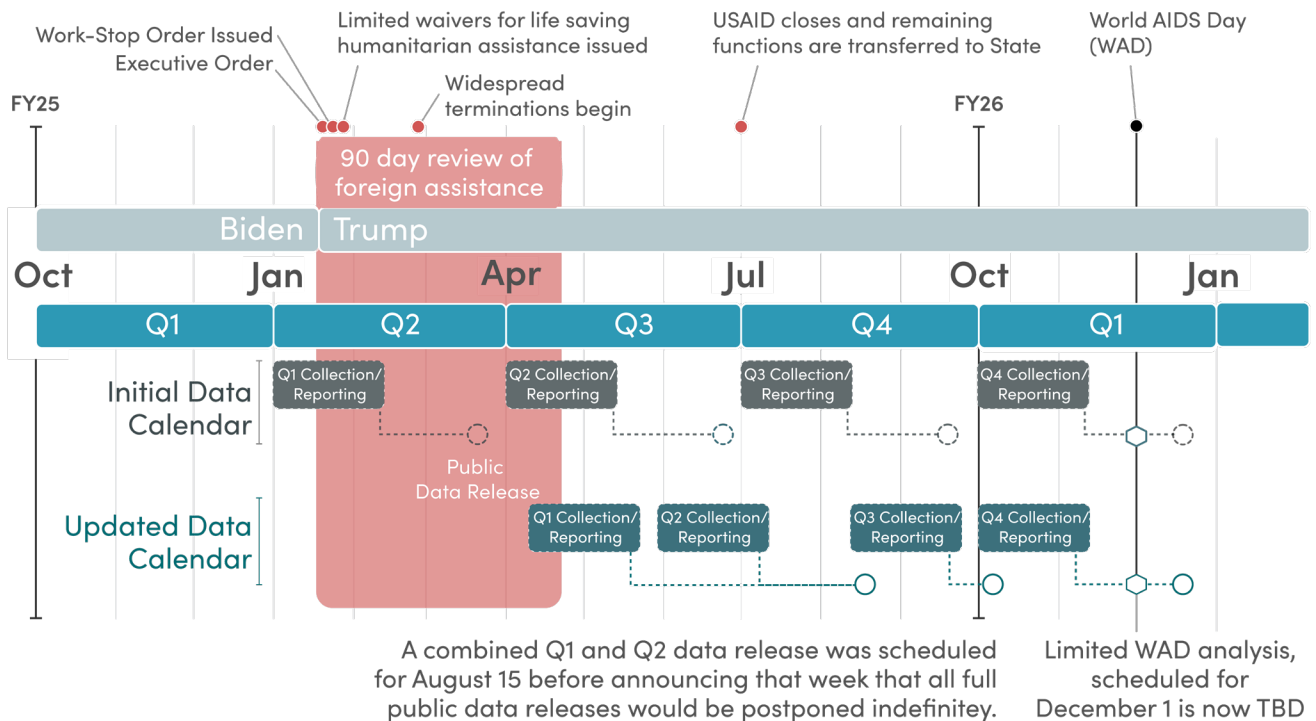 Work-Stop Order Issued
Executive Order
Limited waivers for life saving
humanitarian assistance issued
Widespread
terminations begin
USAID closes and remaining
functions are transferred to State
World AIDS Day
(WAD)
FY25
FY26
90 day review of
foreign assistance
Biden
Trump
Oct
Jan
Apr
Jul
Oct
Jan
Q1
Q2
Q3
Q4
Q1
Initial Data
Calendar
Q1 Collection/
Reporting
Q2 Collection/
Reporting
Q3 Collection/
Reporting
Q4 Collection/
Reporting
Public
Data Release
Updated Data
Calendar
Q1 Collection/
Reporting
Q2 Collection/
Reporting
Q3 Collection/
Reporting
Q4 Collection/
Reporting
A combined Q1 and Q2 data release was scheduled
for August 15 before announcing that week that all full
public data releases would be postponed indefinitey.
Limited WAD analysis,
scheduled for
December 1 is now TBD